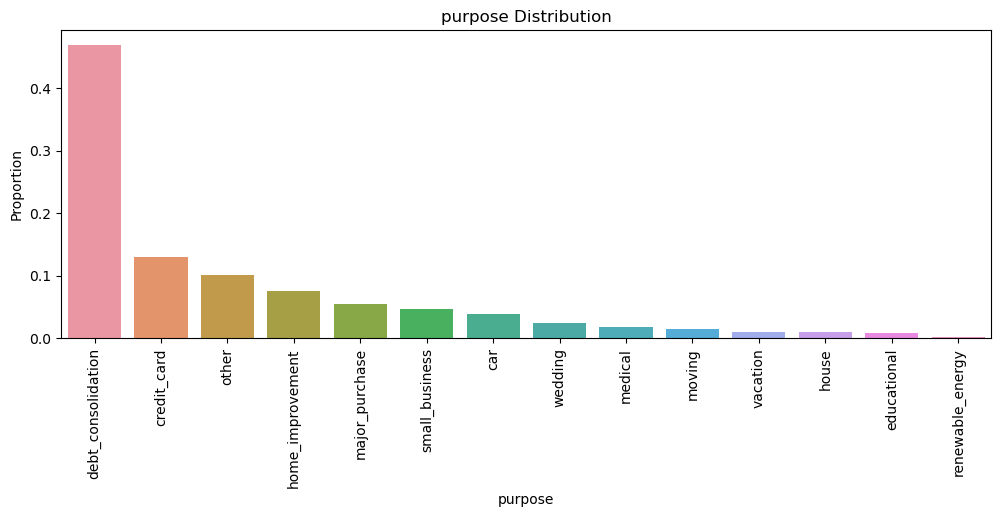 purpose Distribution
Proportion
0.4
0.3
0.2
0.1
0.0
debt_consolidation
credit_card
other
home_improvement
major_purchase
small_business
car
wedding
medical
moving
vacation
house
educational
renewable_energy
purpose